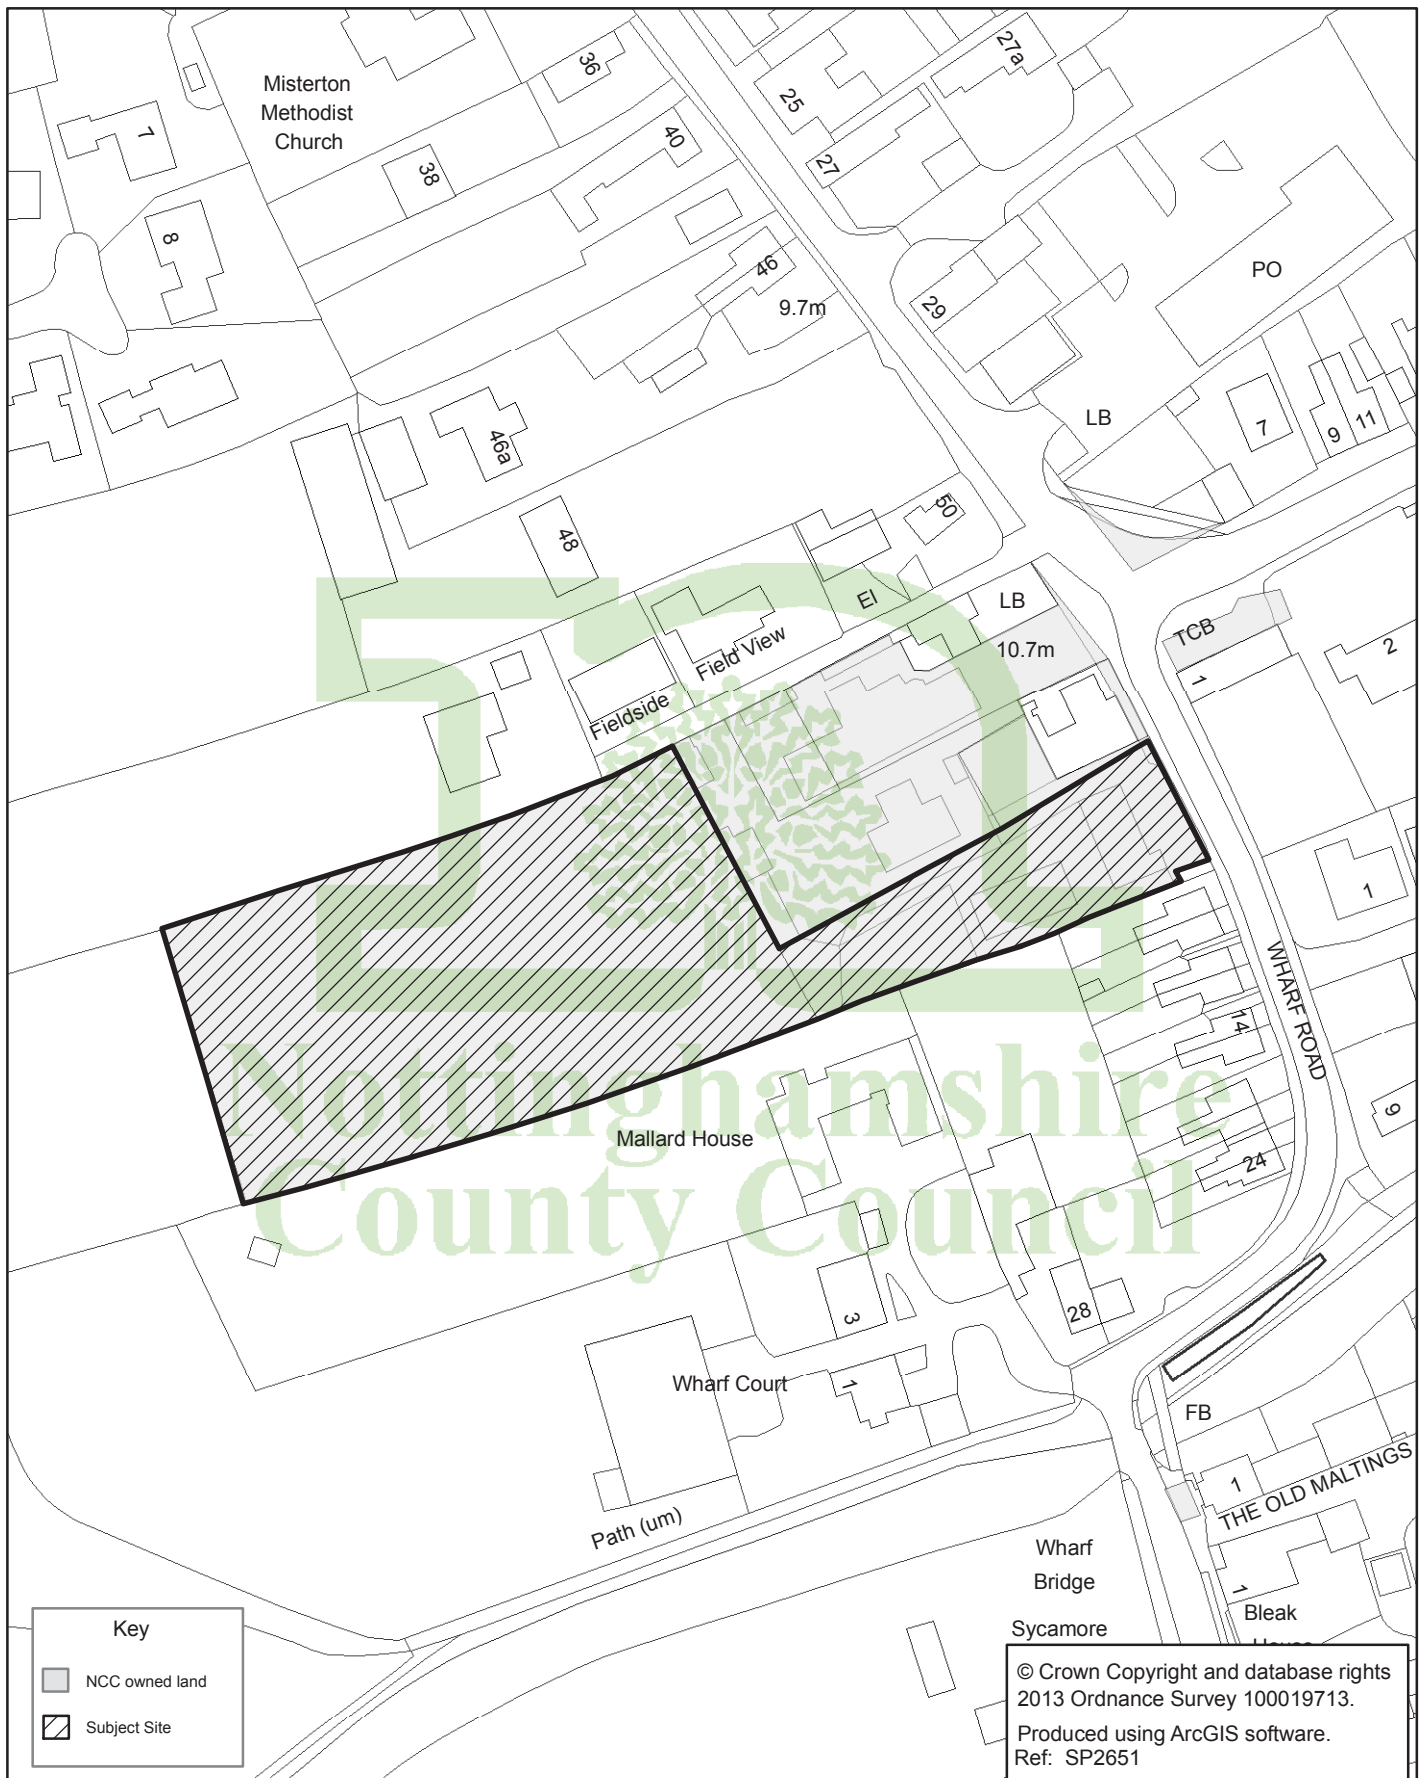 Misterton
Methodist
Church
36
25
27a
7
40
27
38
8
46
9.7m
29
PO
LB
7
9
11
46a
50
48
El
LB
TCB
2
10.7m
1
Field View
Fieldside
1
WHARF ROAD
14
9
Nottinghamshire
County Council
Mallard House
24
3
28
Wharf Court
1
FB
1
THE OLD MALTINGS
Path (um)
Wharf
Bridge
1
Bleak
Sycamore
Key
NCC owned land
Subject Site
© Crown Copyright and database rights
2013 Ordnance Survey 100019713.
Produced using ArcGIS software.
Ref: SP2651